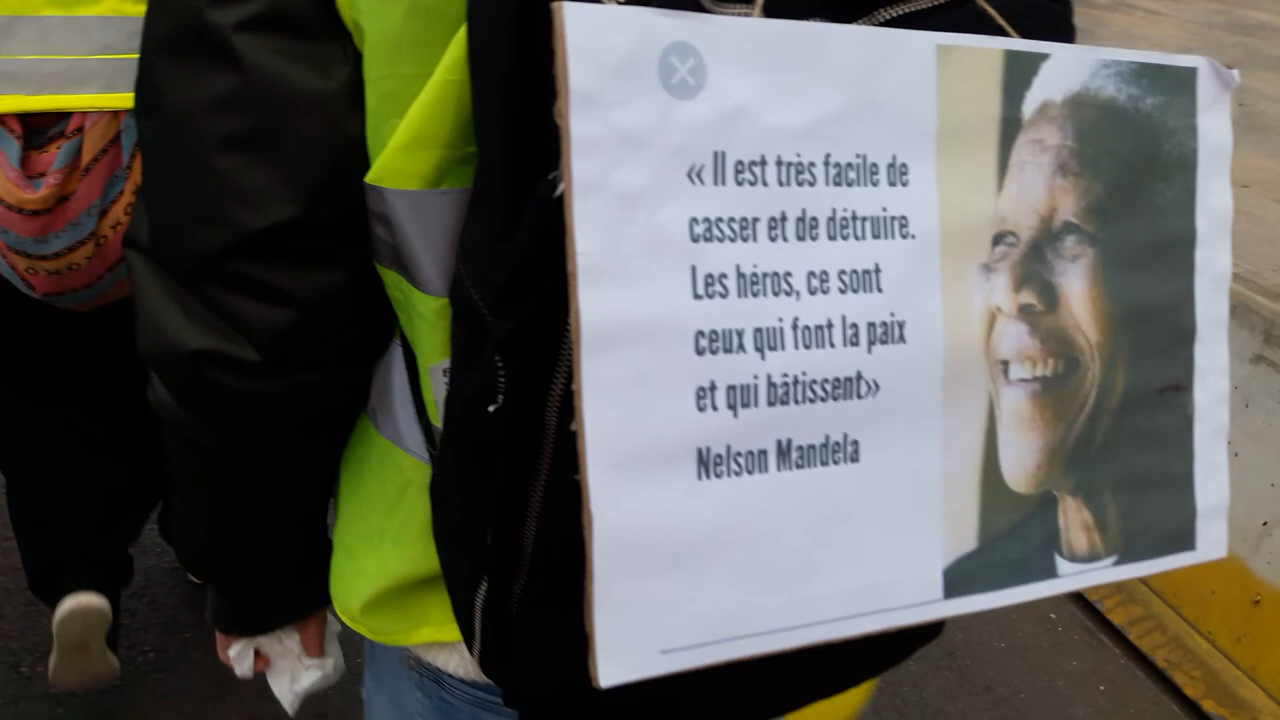 « Il est très facile de
casser et de détruire.
Les héros, ce sont
ceux qui font la paix
et qui bâtissent»
Nelson Mandela